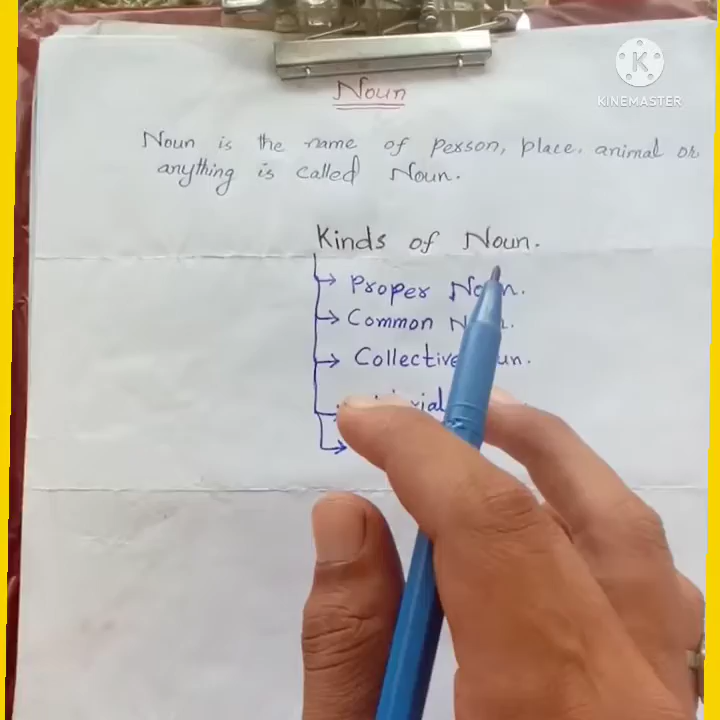 KINEMASTER
Noun
Noun is the name of person, place, animal or
anything is called Noun.
Kinds of Noun.
Proper Noun.
Common
Collective